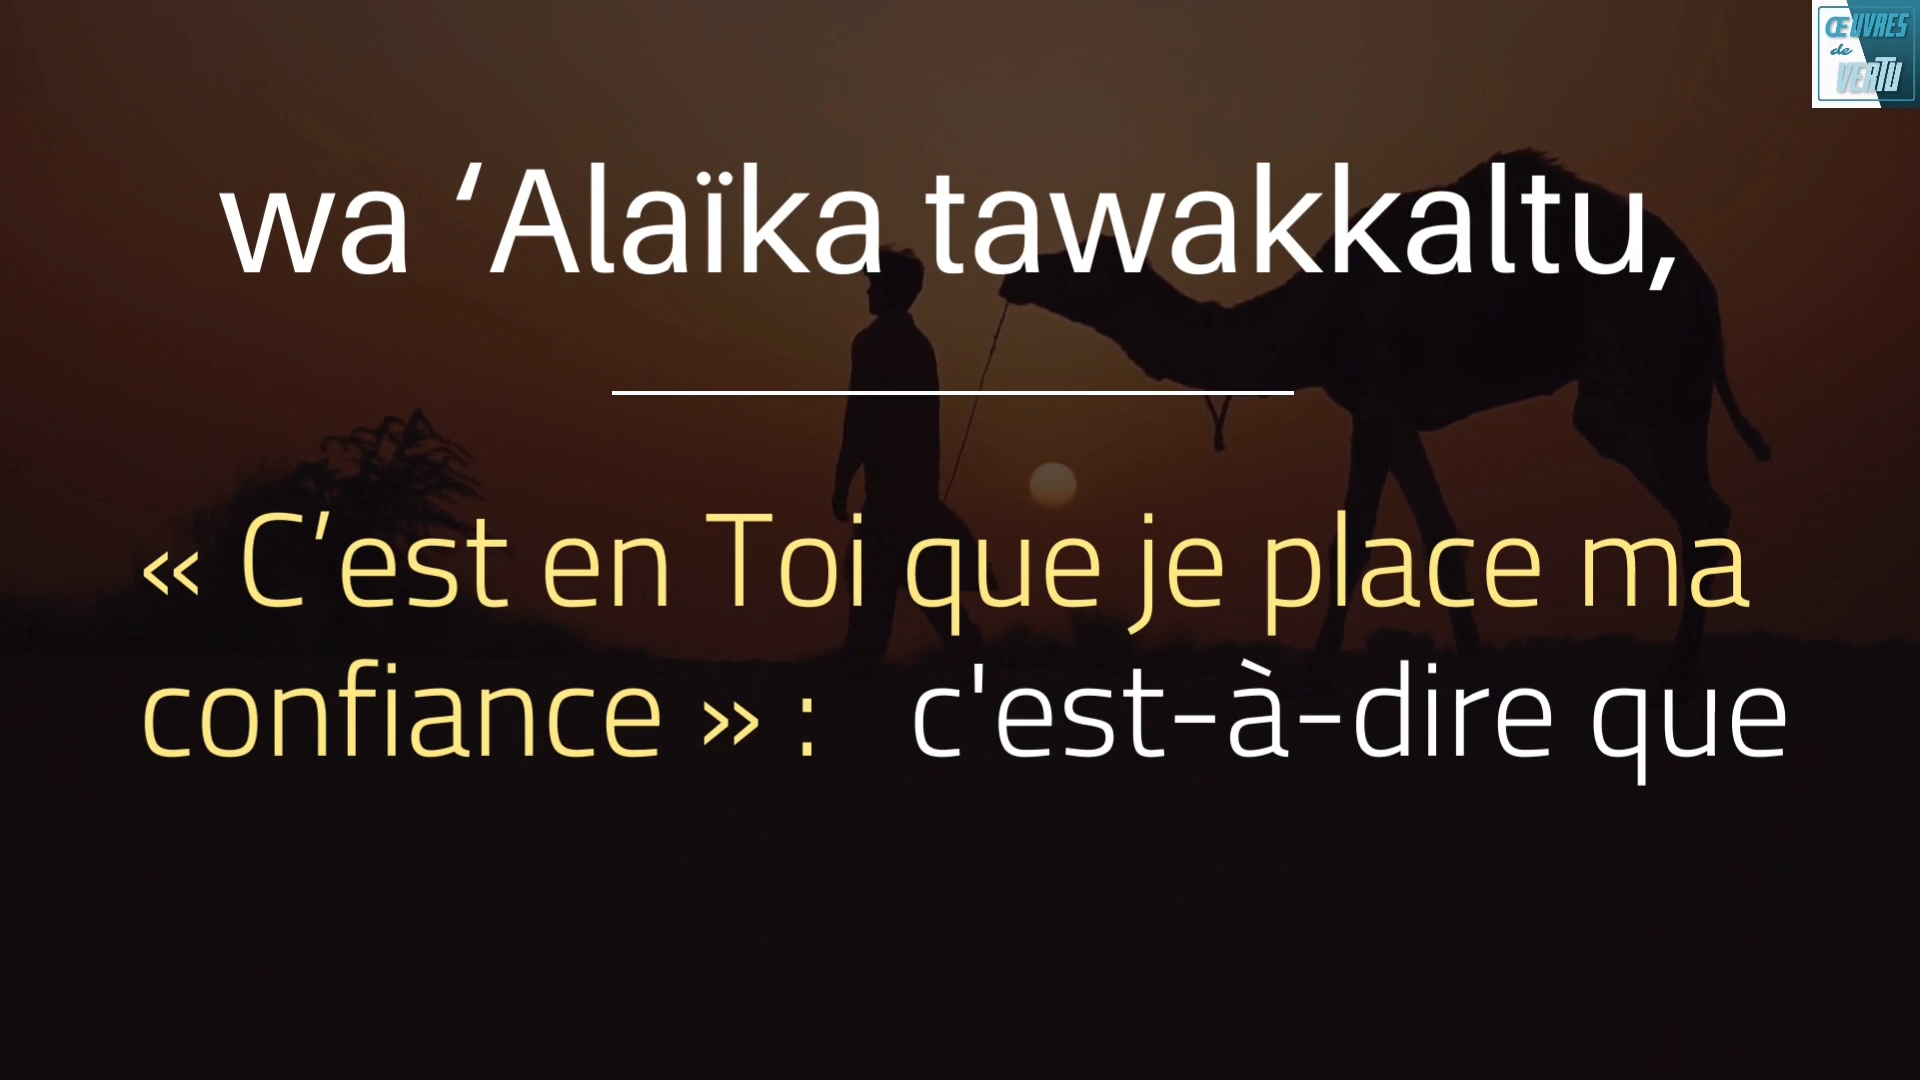 ŒUVRES
de
VERTU
wa ‘Alaïka tawakkaltu,
« C’est en Toi que je place ma
confiance » : c'est-à-dire que